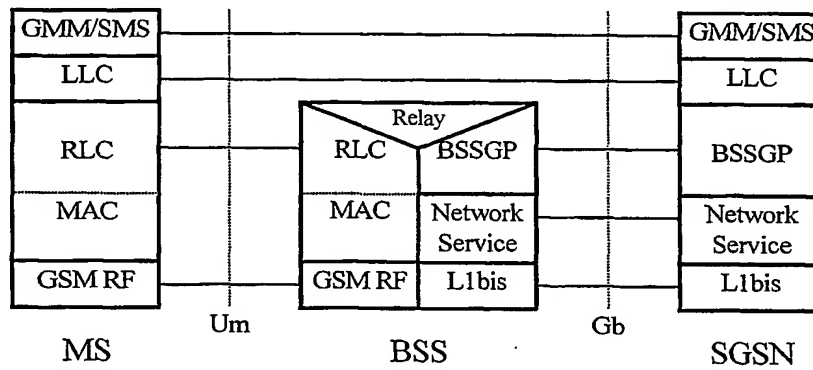 GMM/SMS
LLC
RLC
MAC
GSM RF
MS
Um
Relay
RLC
BSSGP
MAC
Network
Service
GSM RF
L1bis
BSS
Gb
GMM/SMS
LLC
BSSGP
Network
Service
L1bis
SGSN